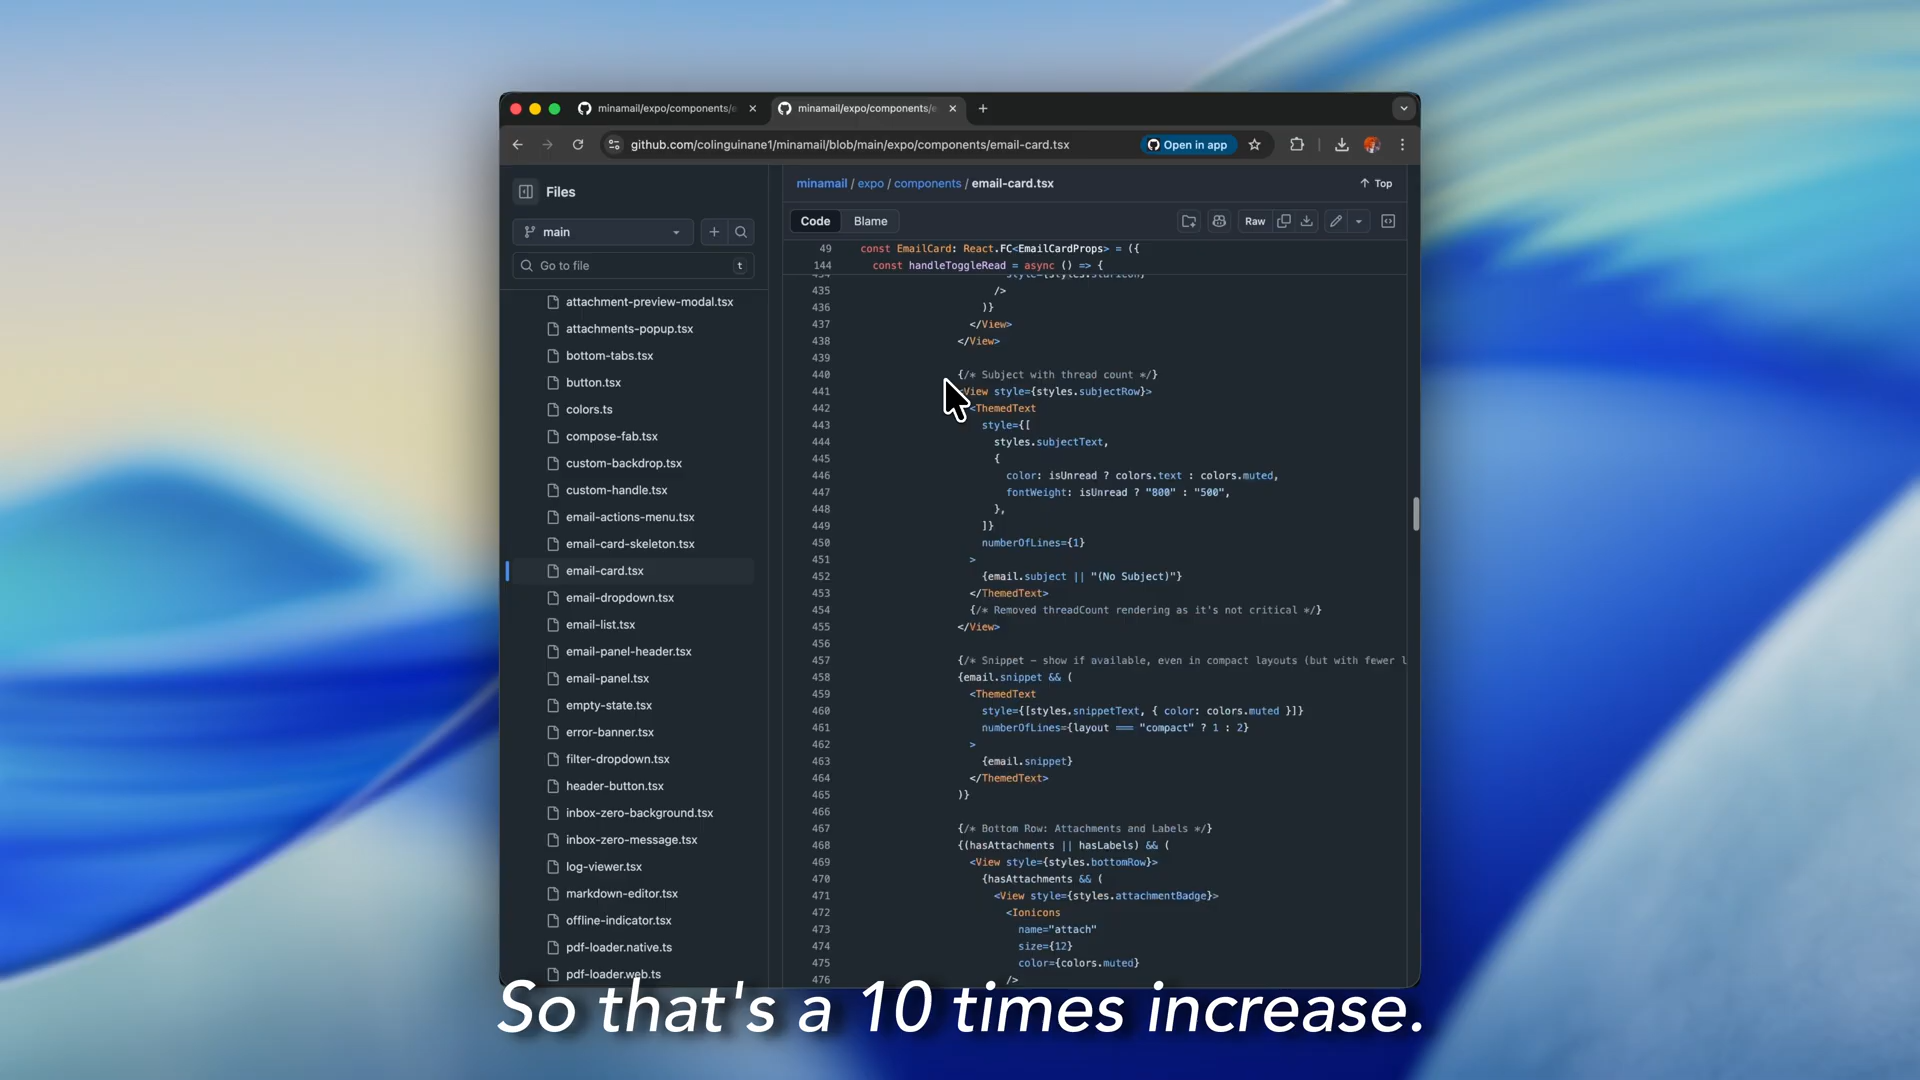 minamail/expo/components/e
minamail/expo/components/e
github.com/colinguinane1/minamail/blob/main/expo/components/email-card.tsx
Open in app
Files
main
Go to file
t
attachment-preview-modal.tsx
attachments-popup.tsx
bottom-tabs.tsx
button.tsx
colors.ts
compose-fab.tsx
custom-backdrop.tsx
custom-handle.tsx
email-actions-menu.tsx
email-card-skeleton.tsx
email-card.tsx
email-dropdown.tsx
email-list.tsx
email-panel-header.tsx
email-panel.tsx
empty-state.tsx
error-banner.tsx
filter-dropdown.tsx
header-button.tsx
inbox-zero-background.tsx
inbox-zero-message.tsx
log-viewer.tsx
markdown-editor.tsx
offline-indicator.tsx
pdf-loader.native.ts
pdf-loader.web.ts
minamail / expo / components / email-card.tsx
Top
Code Blame
Raw
49 const EmailCard: React.FC<EmailCardProps> = ({
144 const handleToggleRead = async () => {
434 style={styles.starIcon}
435 />
436 )}
437 </View>
438 </View>
439
440 {/* Subject with thread count */}
441 <View style={styles.subjectRow}>
442 <ThemedText
443 style={[
444 styles.subjectText,
445 {
446 color: isUnread ? colors.text : colors.muted,
447 fontWeight: isUnread ? "800" : "500",
448 },
449 ]}
450 numberOfLines={1}
451 >
452 {email.subject || "(No Subject)"}
453 </ThemedText>
454 {/* Removed threadCount rendering as it's not critical */}
455 </View>
456
457 {/* Snippet – show if available, even in compact layouts (but with fewer l
458 {email.snippet && (
459 <ThemedText
460 style={[styles.snippetText, { color: colors.muted }]}
461 numberOfLines={layout === "compact" ? 1 : 2}
462 >
463 {email.snippet}
464 </ThemedText>
465 )}
466
467 {/* Bottom Row: Attachments and Labels */}
468 {(hasAttachments || hasLabels) && (
469 <View style={styles.bottomRow}>
470 {hasAttachments && (
471 <View style={styles.attachmentBadge}>
472 <Ionicons
473 name="attach"
474 size={12}
475 color={colors.muted}
476 />
So that's a 10 times increase.